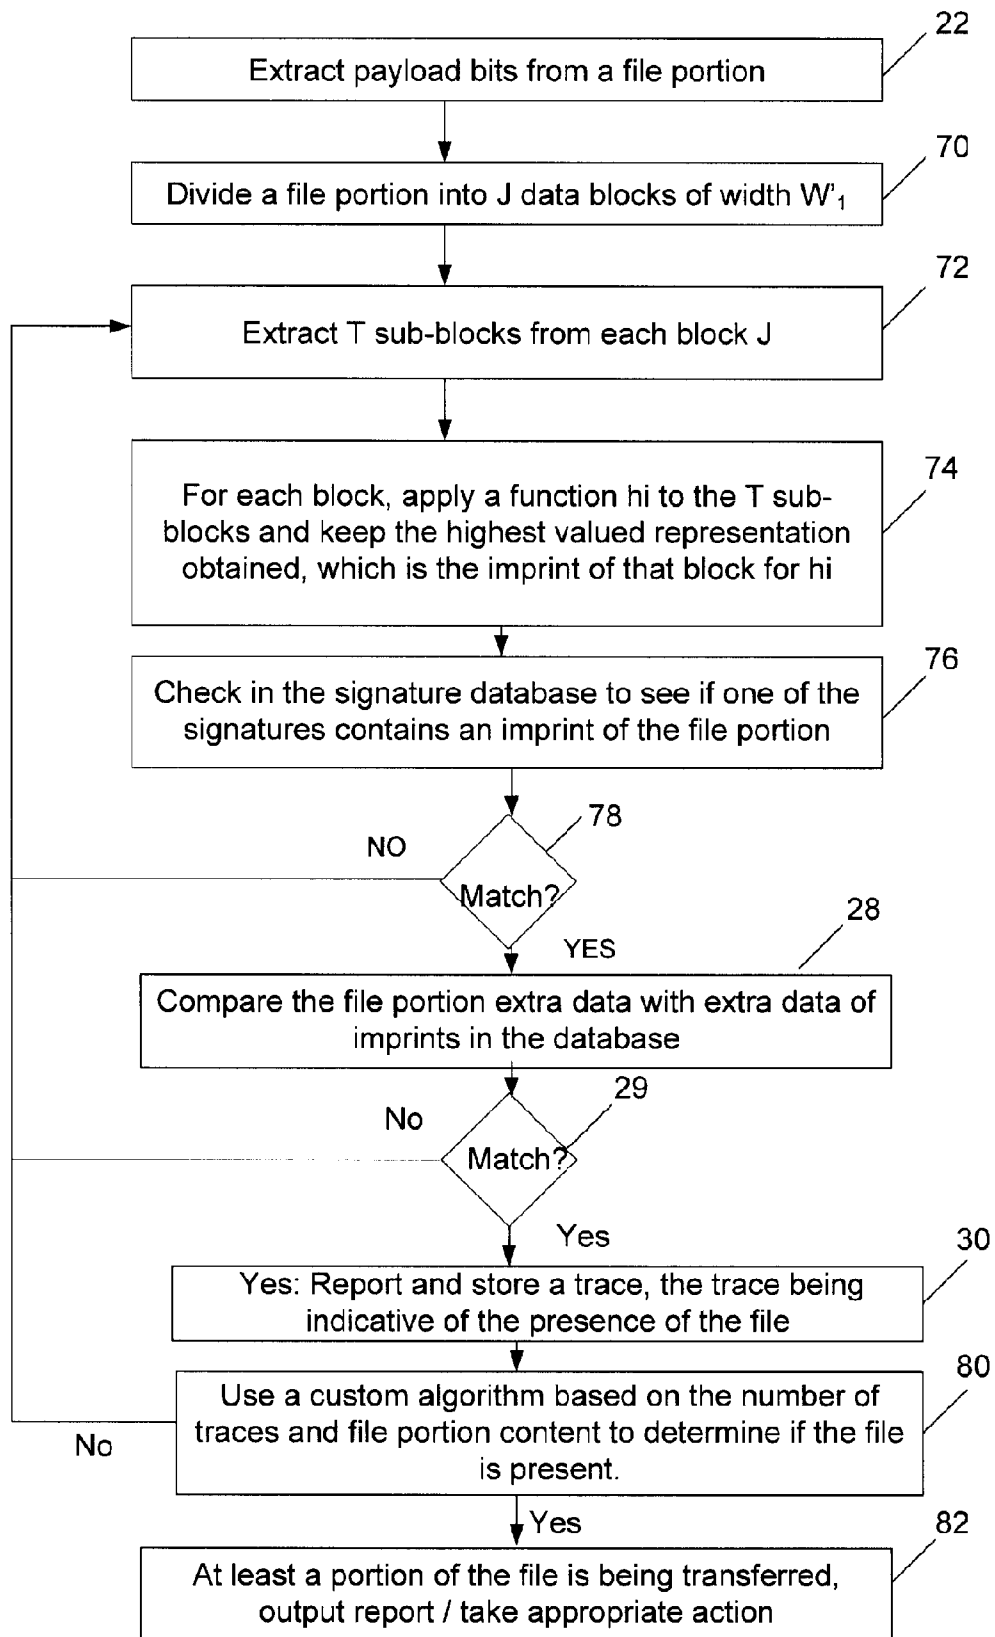 22
Extract payload bits from a file portion
70
Divide a file portion into J data blocks of width W'₁
72
Extract T sub-blocks from each block J
74
For each block, apply a function hi to the T sub-
blocks and keep the highest valued representation
obtained, which is the imprint of that block for hi
76
Check in the signature database to see if one of the
signatures contains an imprint of the file portion
78
NO
Match?
YES
28
Compare the file portion extra data with extra data of
imprints in the database
29
No
Match?
Yes
30
Yes: Report and store a trace, the trace being
indicative of the presence of the file
80
Use a custom algorithm based on the number of
traces and file portion content to determine if the file
is present.
No
Yes
82
At least a portion of the file is being transferred,
output report / take appropriate action